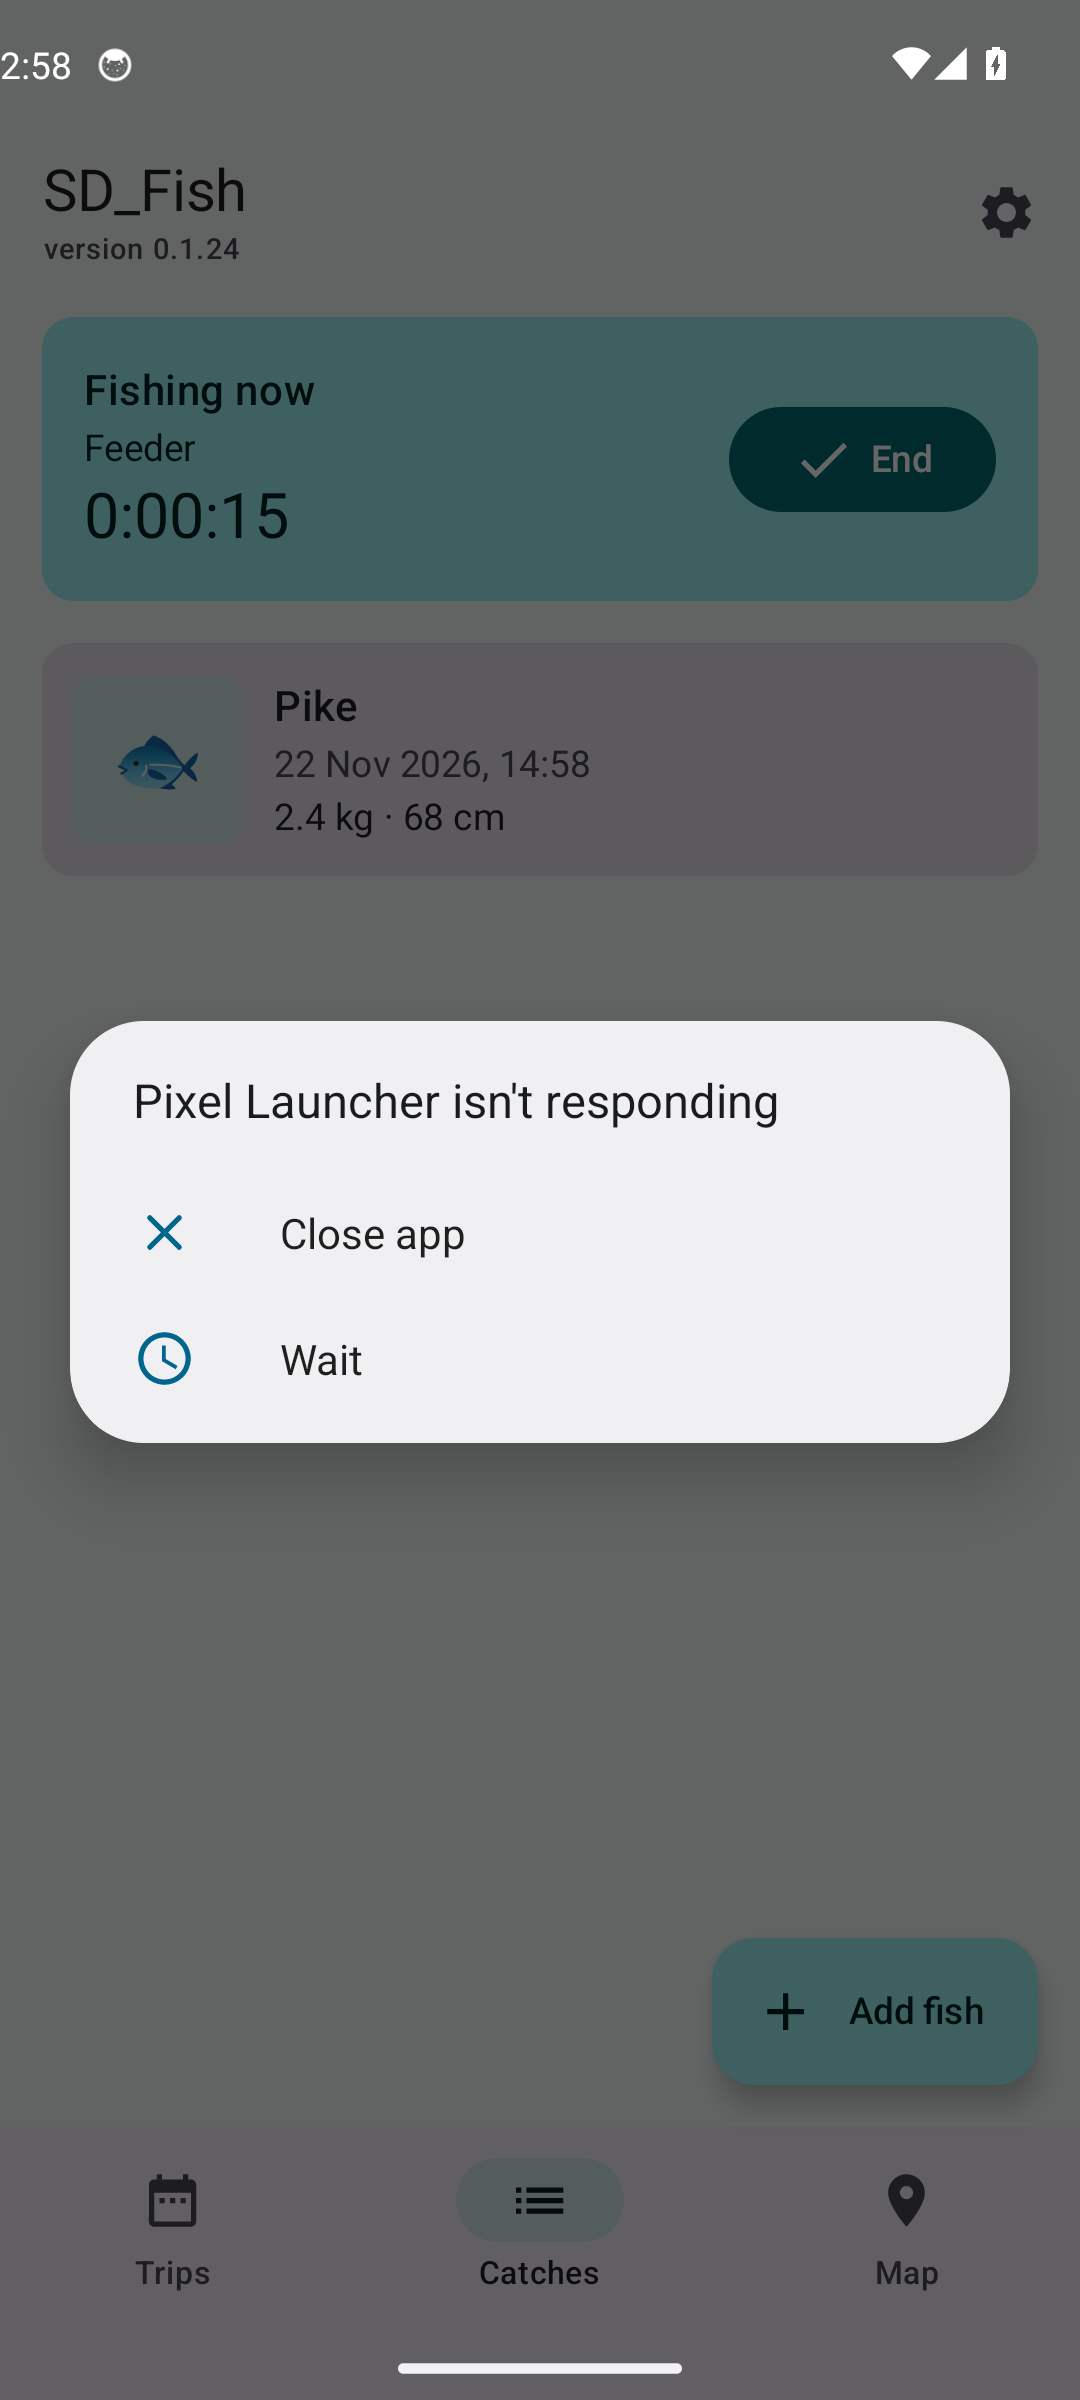 2:58
SD_Fish
version 0.1.24
Fishing now
Feeder
0:00:15
End
Pike
22 Nov 2026, 14:58
2.4 kg · 68 cm
Pixel Launcher isn't responding
Close app
Wait
Add fish
Trips
Catches
Map